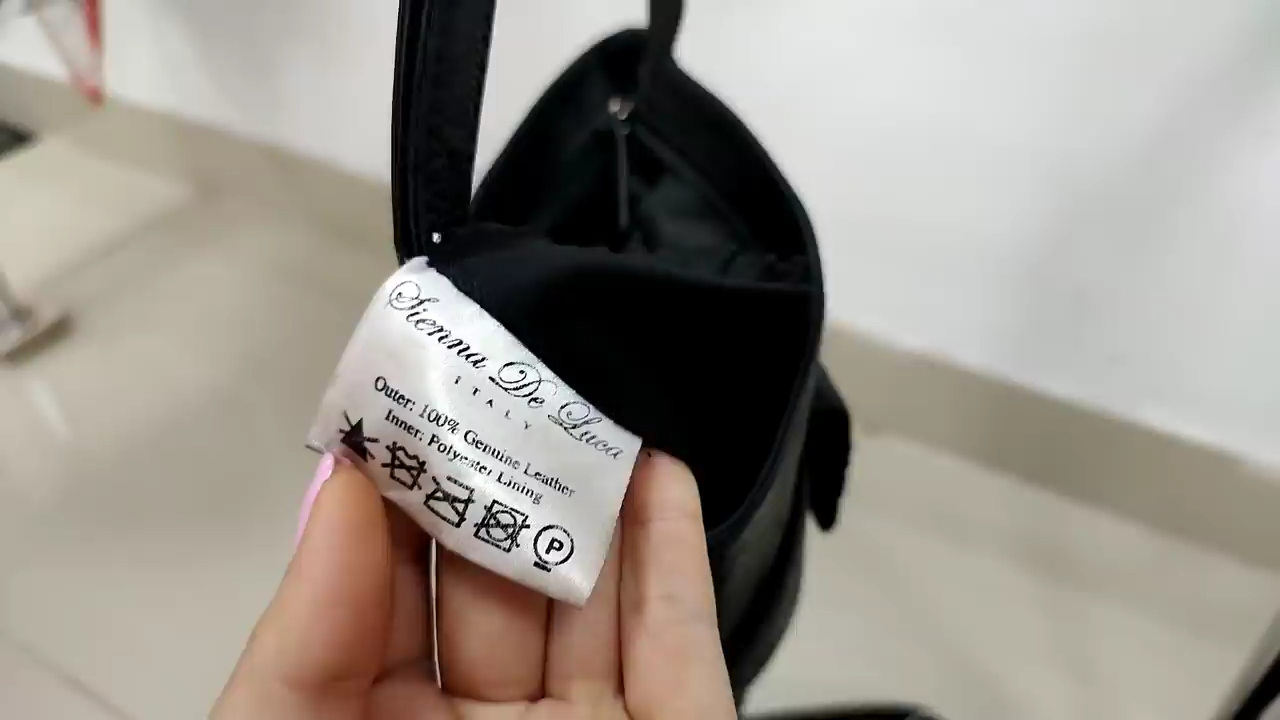 Sienna De Luca
ITALY
Outer: 100% Genuine Leather
Inner: Polyester Lining
P